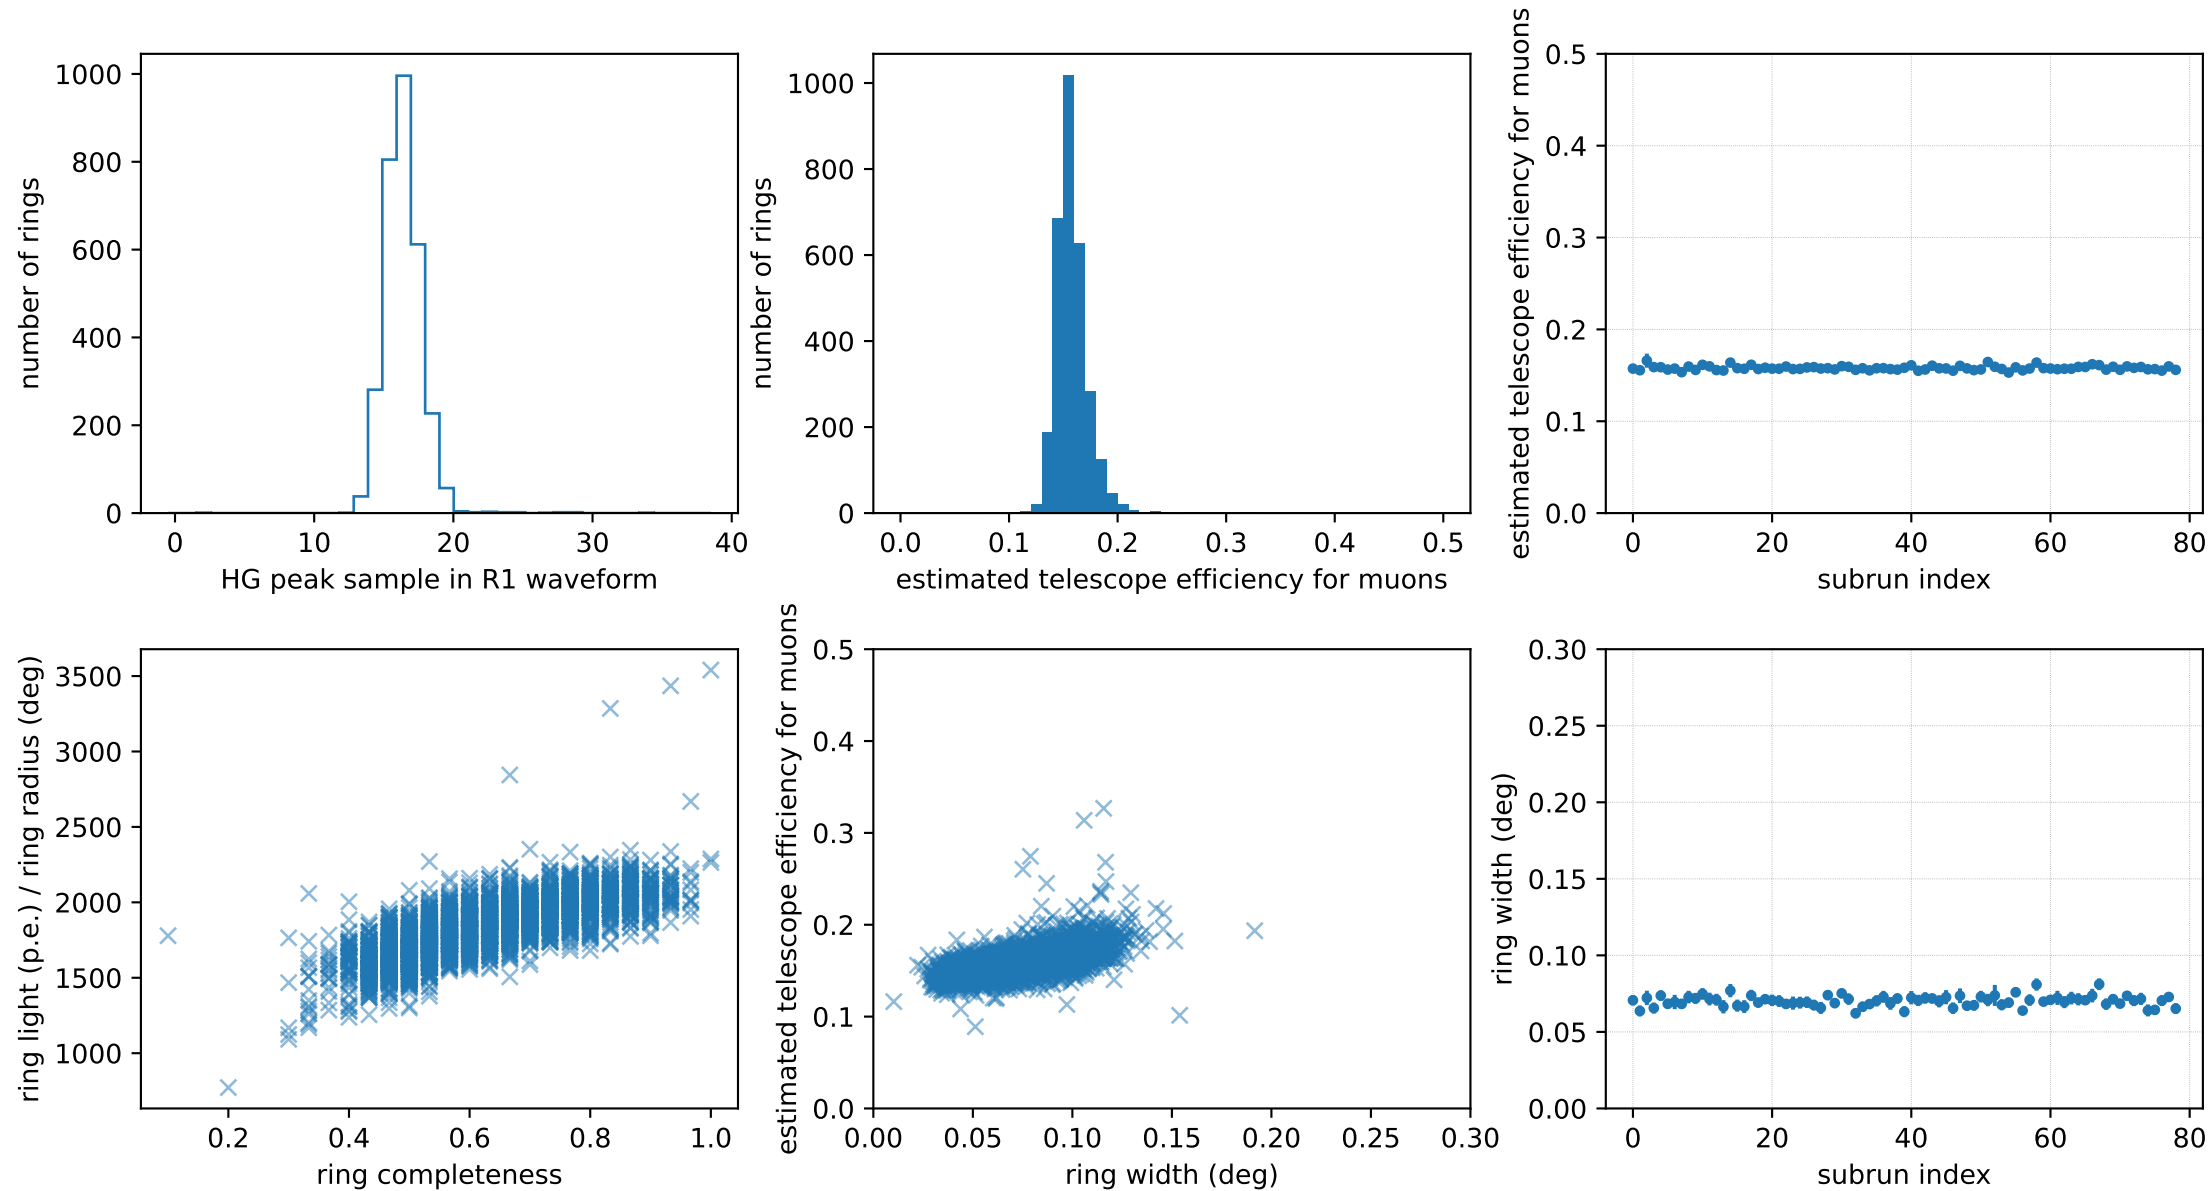 number of rings
1000
800
600
400
200
0
0 10 20 30 40
HG peak sample in R1 waveform
number of rings
1000
800
600
400
200
0
0.0 0.1 0.2 0.3 0.4 0.5
estimated telescope efficiency for muons
estimated telescope efficiency for muons
0.5
0.4
0.3
0.2
0.1
0.0
0 20 40 60 80
subrun index
ring light (p.e.) / ring radius (deg)
3500
3000
2500
2000
1500
1000
0.2 0.4 0.6 0.8 1.0
ring completeness
estimated telescope efficiency for muons
0.5
0.4
0.3
0.2
0.1
0.0
0.00 0.05 0.10 0.15 0.20 0.25 0.30
ring width (deg)
ring width (deg)
0.30
0.25
0.20
0.15
0.10
0.05
0.00
0 20 40 60 80
subrun index